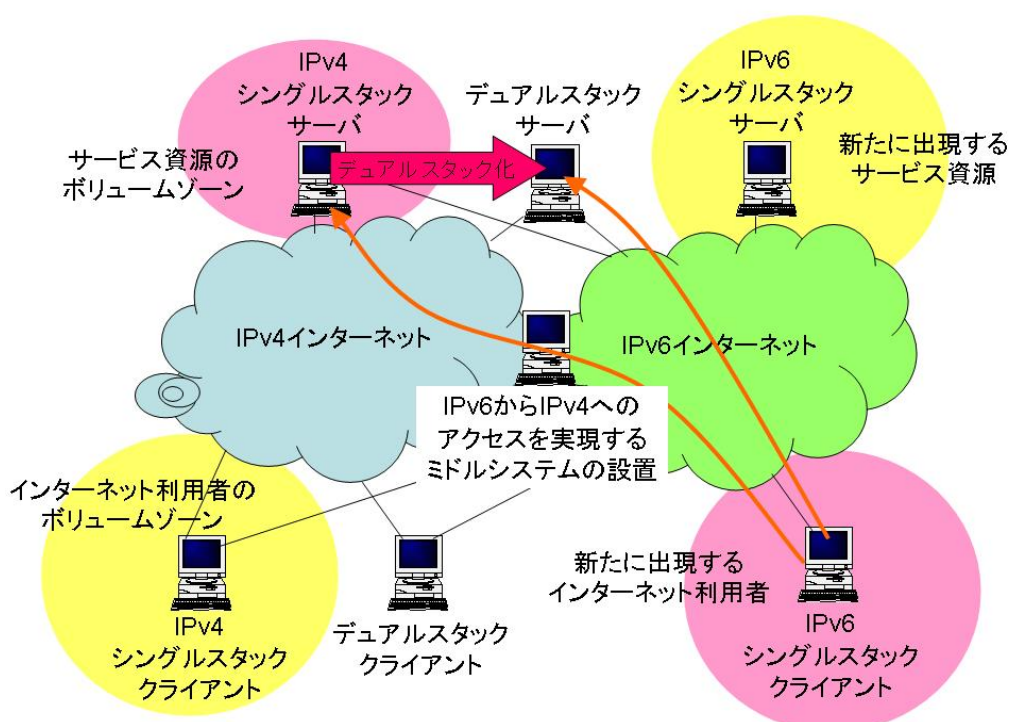 IPv4
シングルスタック
サーバ
デュアルスタック
サーバ
IPv6
シングルスタック
サーバ
サービス資源の
ボリュームゾーン
デュアルスタック化
新たに出現する
サービス資源
IPv4インターネット
IPv6インターネット
IPv6からIPv4への
アクセスを実現する
ミドルシステムの設置
インターネット利用者の
ボリュームゾーン
新たに出現する
インターネット利用者
IPv4
シングルスタック
クライアント
デュアルスタック
クライアント
IPv6
シングルスタック
クライアント